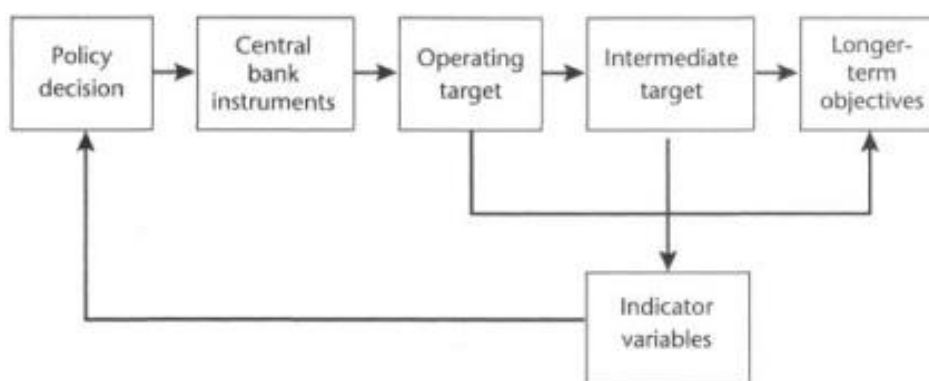 Policy
decision
Central
bank
instruments
Operating
target
Intermediate
target
Longer-
term
objectives
Indicator
variables